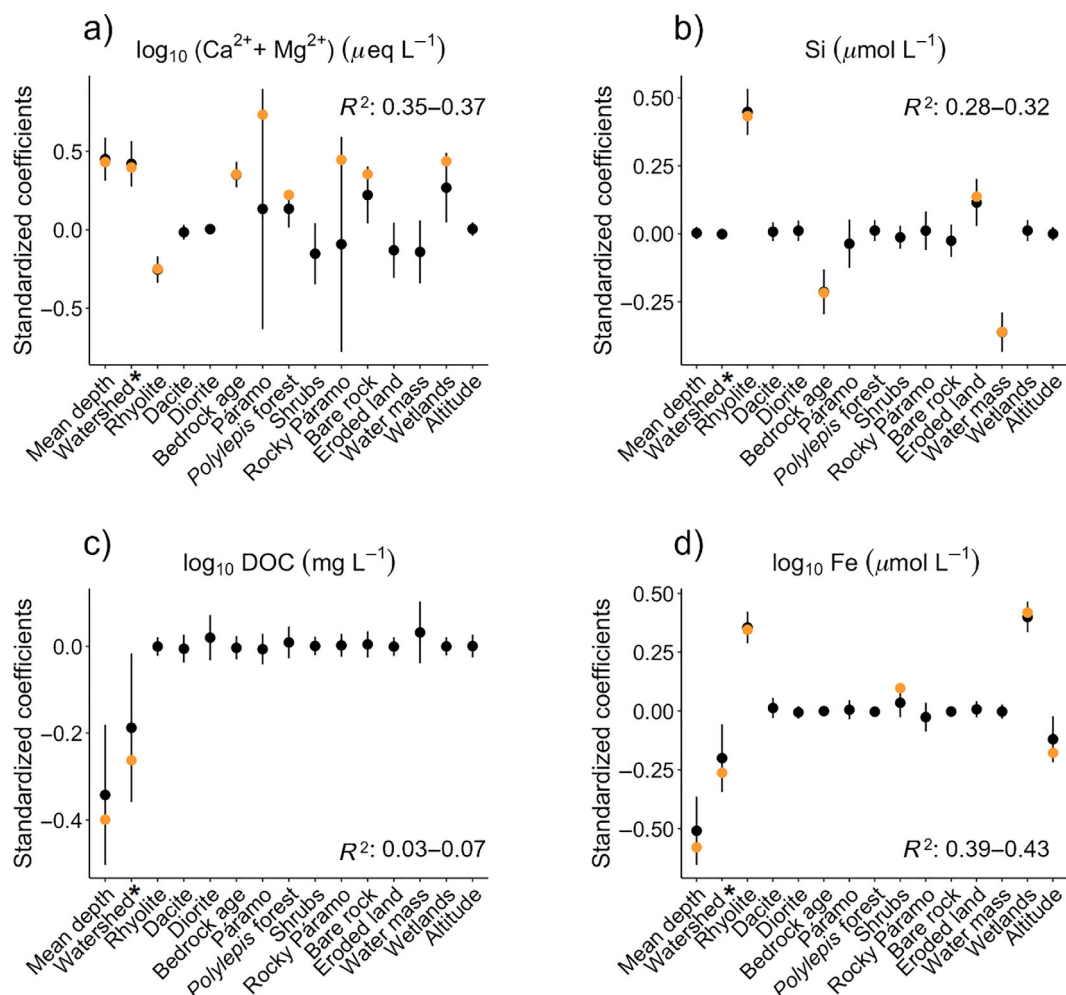 a)
log₁₀ (Ca²⁺ + Mg²⁺) (μeq L⁻¹)
R²: 0.35–0.37
Standardized coefficients
0.5
0.0
−0.5
Mean depth
Watershed*
Rhyolite
Dacite
Diorite
Bedrock age
Páramo
Polylepis forest
Shrubs
Rocky Páramo
Bare rock
Eroded land
Water mass
Wetlands
Altitude
b)
Si (μmol L⁻¹)
R²: 0.28–0.32
Standardized coefficients
0.50
0.25
0.00
−0.25
Mean depth
Watershed*
Rhyolite
Dacite
Diorite
Bedrock age
Páramo
Polylepis forest
Shrubs
Rocky Páramo
Bare rock
Eroded land
Water mass
Wetlands
Altitude
c)
log₁₀ DOC (mg L⁻¹)
Standardized coefficients
0.0
−0.2
−0.4
R²: 0.03–0.07
Mean depth
Watershed*
Rhyolite
Dacite
Diorite
Bedrock age
Páramo
Polylepis forest
Shrubs
Rocky Páramo
Bare rock
Eroded land
Water mass
Wetlands
Altitude
d)
log₁₀ Fe (μmol L⁻¹)
Standardized coefficients
0.50
0.25
0.00
−0.25
−0.50
R²: 0.39–0.43
Mean depth
Watershed*
Rhyolite
Dacite
Diorite
Bedrock age
Páramo
Polylepis forest
Shrubs
Rocky Páramo
Bare rock
Eroded land
Water mass
Wetlands
Altitude